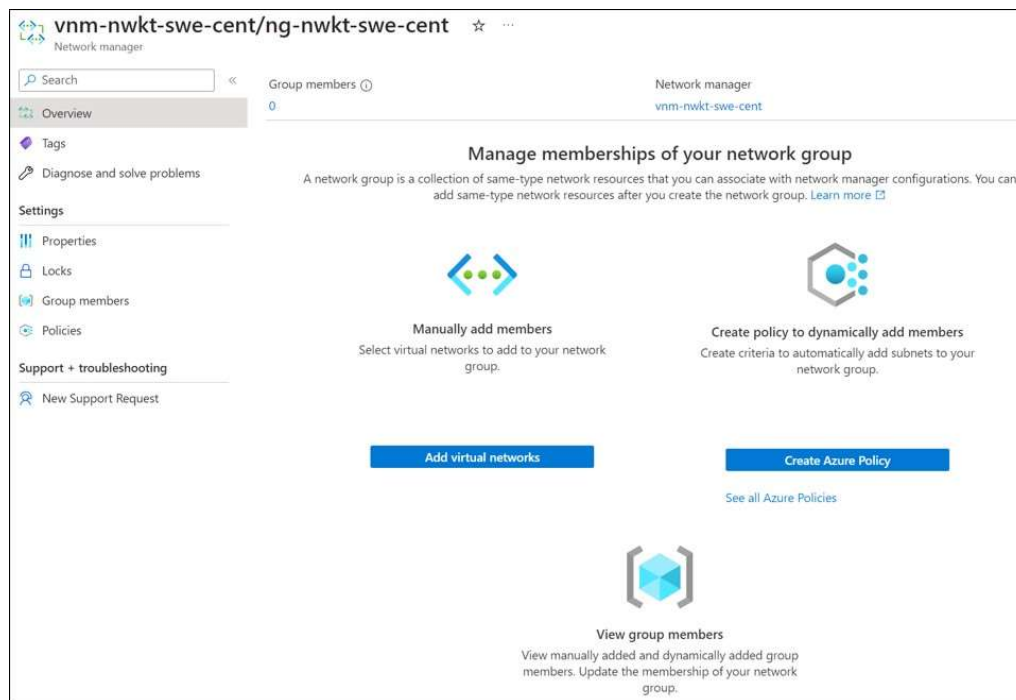 vnm-nwkt-swe-cent/ng-nwkt-swe-cent
Network manager
Search
Overview
Tags
Diagnose and solve problems
Settings
Properties
Locks
Group members
Policies
Support + troubleshooting
New Support Request
Group members
0
Network manager
vnm-nwkt-swe-cent
Manage memberships of your network group
A network group is a collection of same-type network resources that you can associate with network manager configurations. You can
add same-type network resources after you create the network group. Learn more
Manually add members
Select virtual networks to add to your network
group.
Add virtual networks
Create policy to dynamically add members
Create criteria to automatically add subnets to your
network group.
Create Azure Policy
See all Azure Policies
View group members
View manually added and dynamically added group
members. Update the membership of your network
group.